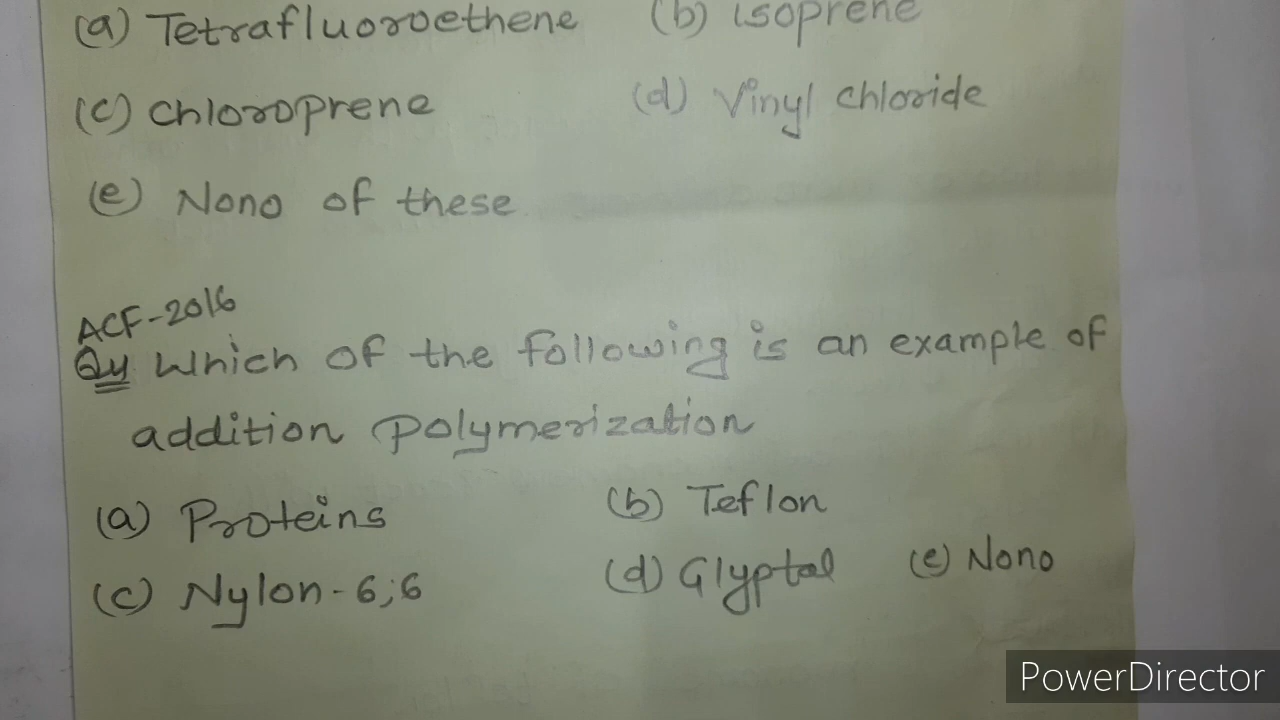 (a) Tetrafluoroethene (b) isoprene
(c) Chloroprene (d) Vinyl chloride
(e) Nono of these
ACF-2016
Qy Which of the following is an example of
addition polymerization
(a) Proteins (b) Teflon
(c) Nylon-6,6 (d) Glyptal (e) Nono
PowerDirector